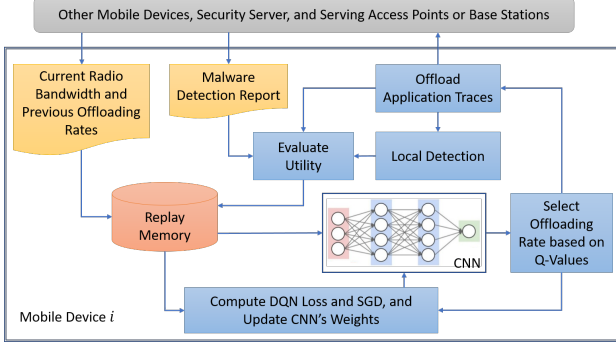 Other Mobile Devices, Security Server, and Serving Access Points or Base Stations
Current Radio
Bandwidth and
Previous Offloading
Rates
Malware
Detection Report
Offload
Application Traces
Evaluate
Utility
Local Detection
Replay
Memory
CNN
Select
Offloading
Rate based on
Q-Values
Compute DQN Loss and SGD, and
Update CNN's Weights
Mobile Device i